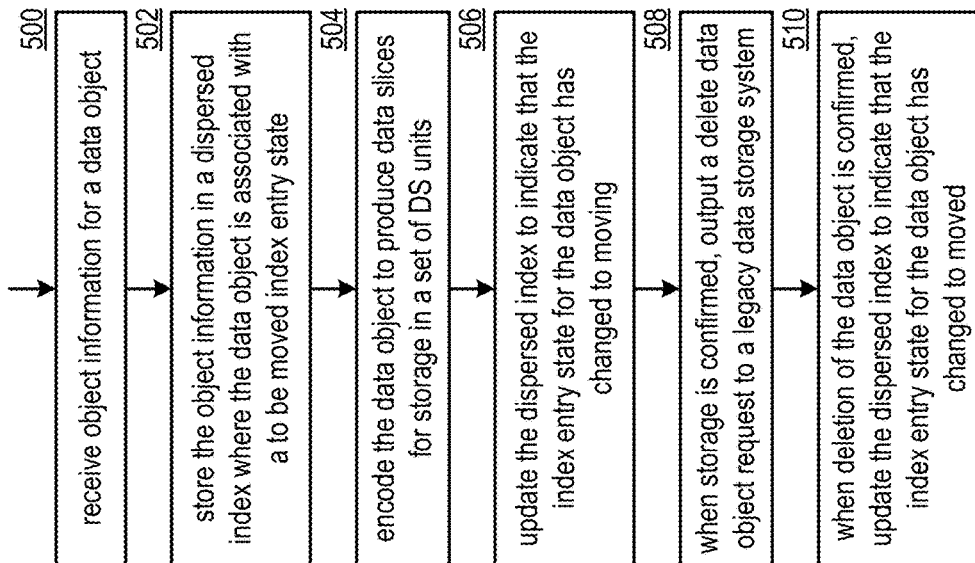 500
receive object information for a data object
502
store the object information in a dispersed
index where the data object is associated with
a to be moved index entry state
504
encode the data object to produce data slices
for storage in a set of DS units
506
update the dispersed index to indicate that the
index entry state for the data object has
changed to moving
508
when storage is confirmed, output a delete data
object request to a legacy data storage system
510
when deletion of the data object is confirmed,
update the dispersed index to indicate that the
index entry state for the data object has
changed to moved